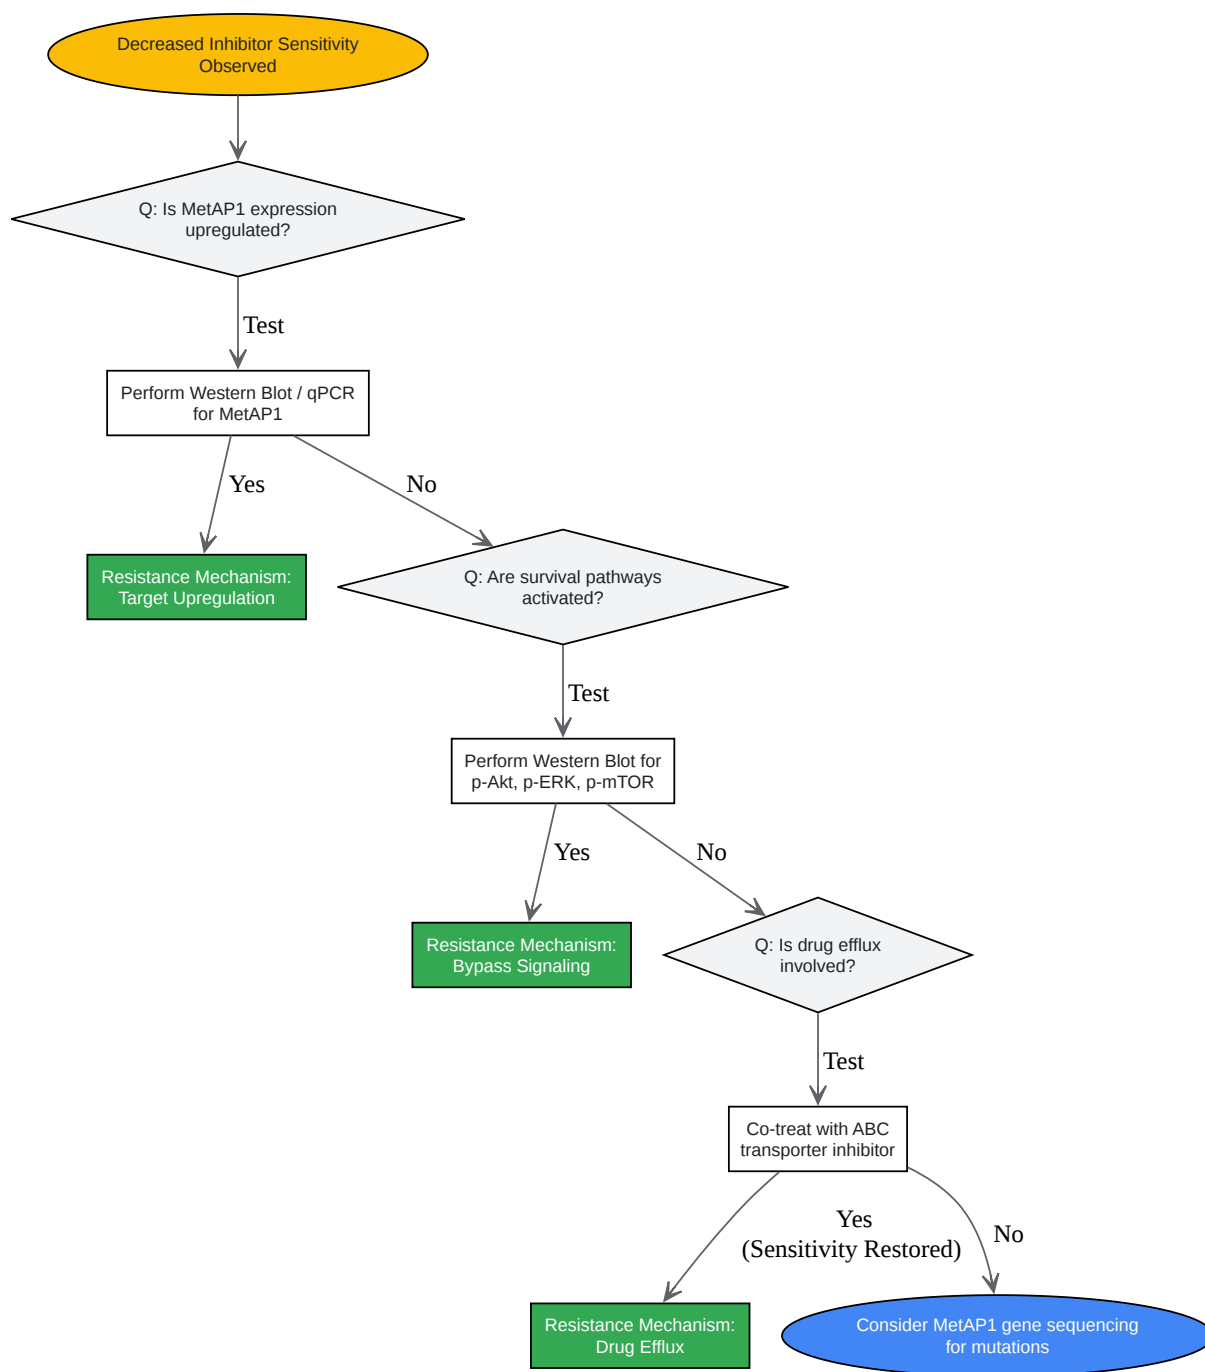 Decreased Inhibitor Sensitivity
Observed
Q: Is MetAP1 expression
upregulated?
Test
Perform Western Blot / qPCR
for MetAP1
Yes
No
Resistance Mechanism:
Target Upregulation
Q: Are survival pathways
activated?
Test
Perform Western Blot for
p-Akt, p-ERK, p-mTOR
Yes
No
Resistance Mechanism:
Bypass Signaling
Q: Is drug efflux
involved?
Test
Co-treat with ABC
transporter inhibitor
Yes
(Sensitivity Restored)
No
Resistance Mechanism:
Drug Efflux
Consider MetAP1 gene sequencing
for mutations